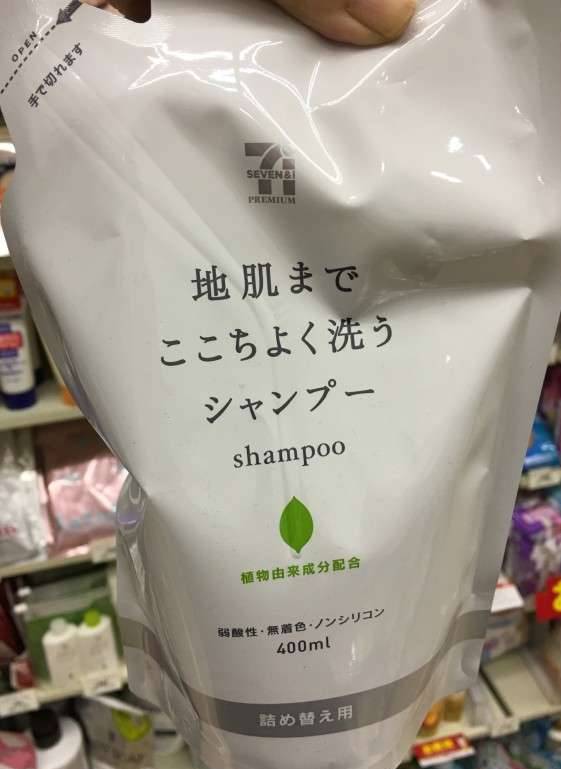 OPEN
手で切れます
SEVEN&i
PREMIUM
地肌まで
ここちよく洗う
シャンプー
shampoo
植物由来成分配合
弱酸性・無着色・ノンシリコン
400ml
詰め替え用